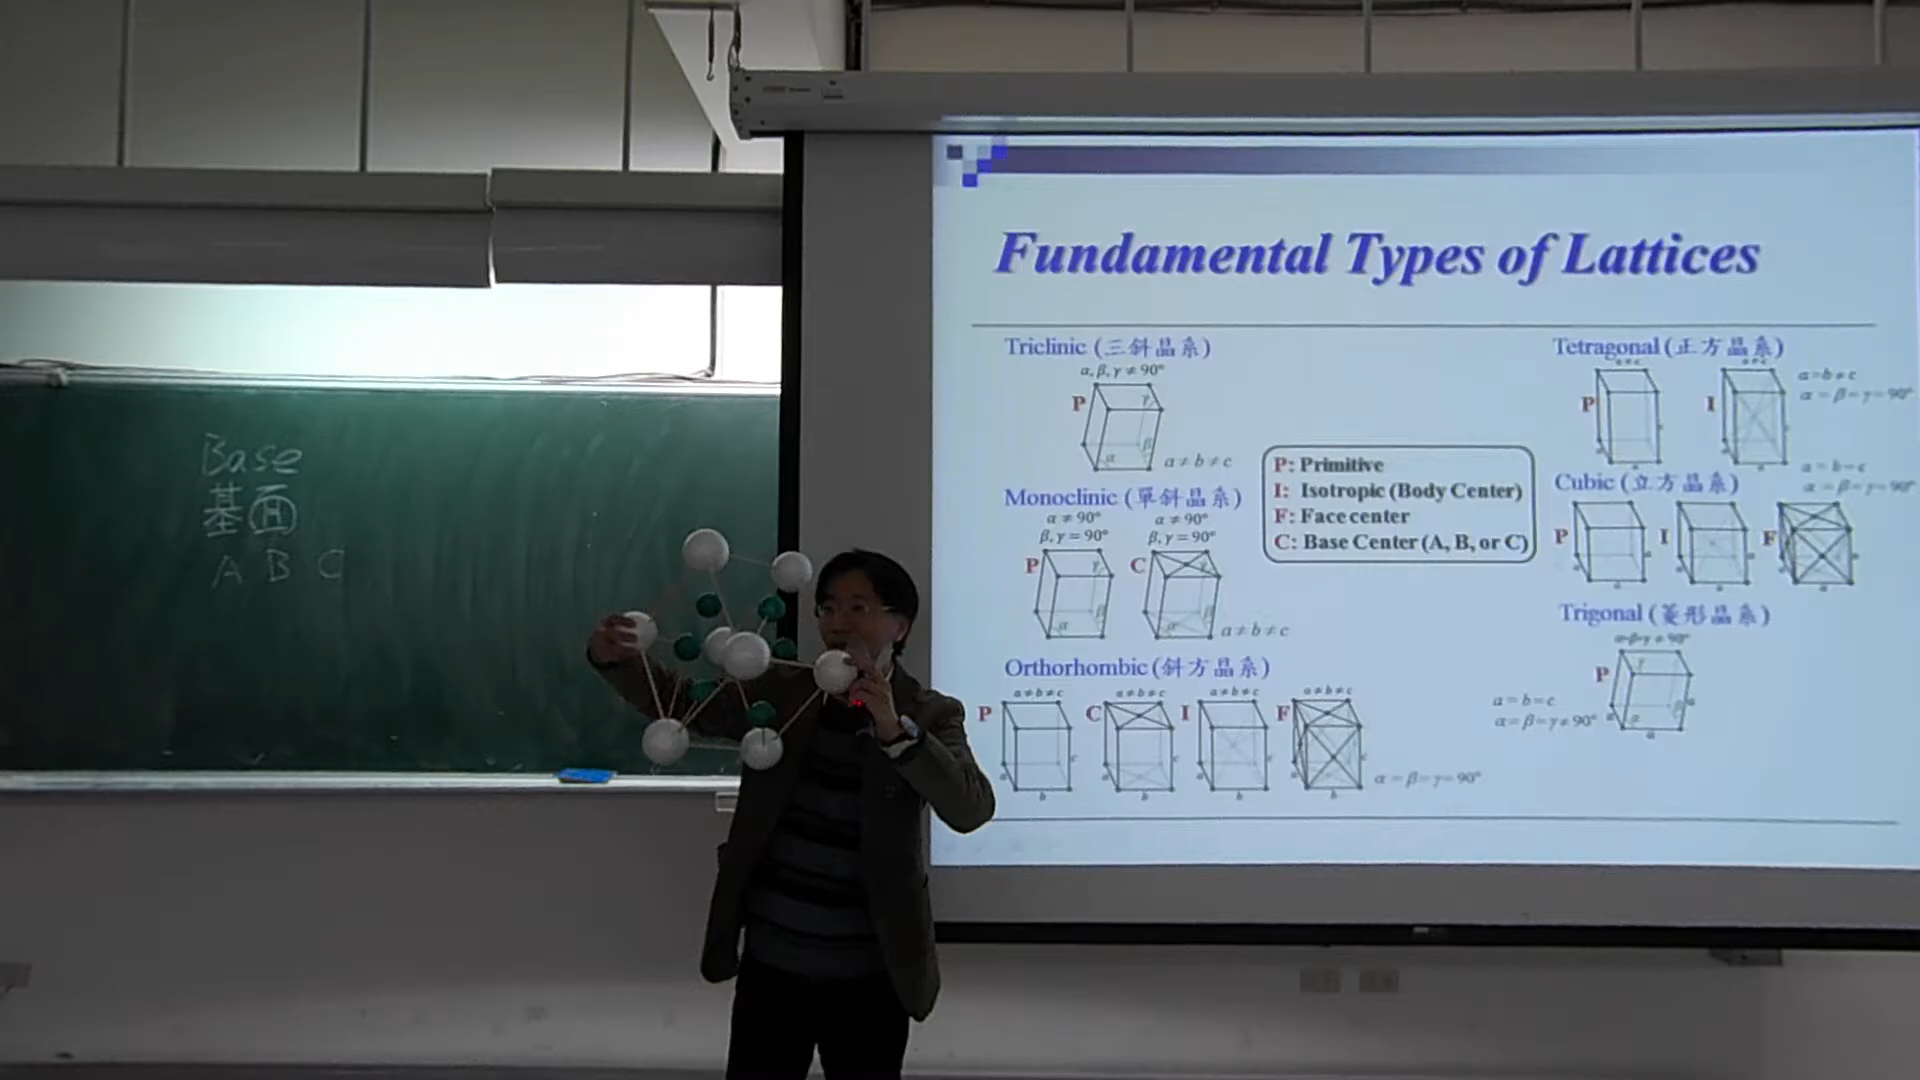 Base
基面
A B C
Fundamental Types of Lattices
Triclinic (三斜晶系)
α, β, γ ≠ 90°
P
γ
β
α
a ≠ b ≠ c
Monoclinic (單斜晶系)
α ≠ 90°
β, γ = 90°
α ≠ 90°
β, γ = 90°
P
C
a ≠ b ≠ c
Orthorhombic (斜方晶系)
a≠b≠c
a≠b≠c
a≠b≠c
a≠b≠c
P
C
I
F
α = β = γ = 90°
P: Primitive
I: Isotropic (Body Center)
F: Face center
C: Base Center (A, B, or C)
Tetragonal (正方晶系)
P
I
a = b ≠ c
α = β = γ = 90°
Cubic (立方晶系)
a = b = c
α = β = γ = 90°
P
I
F
Trigonal (菱形晶系)
P
a = b = c
α = β = γ ≠ 90°